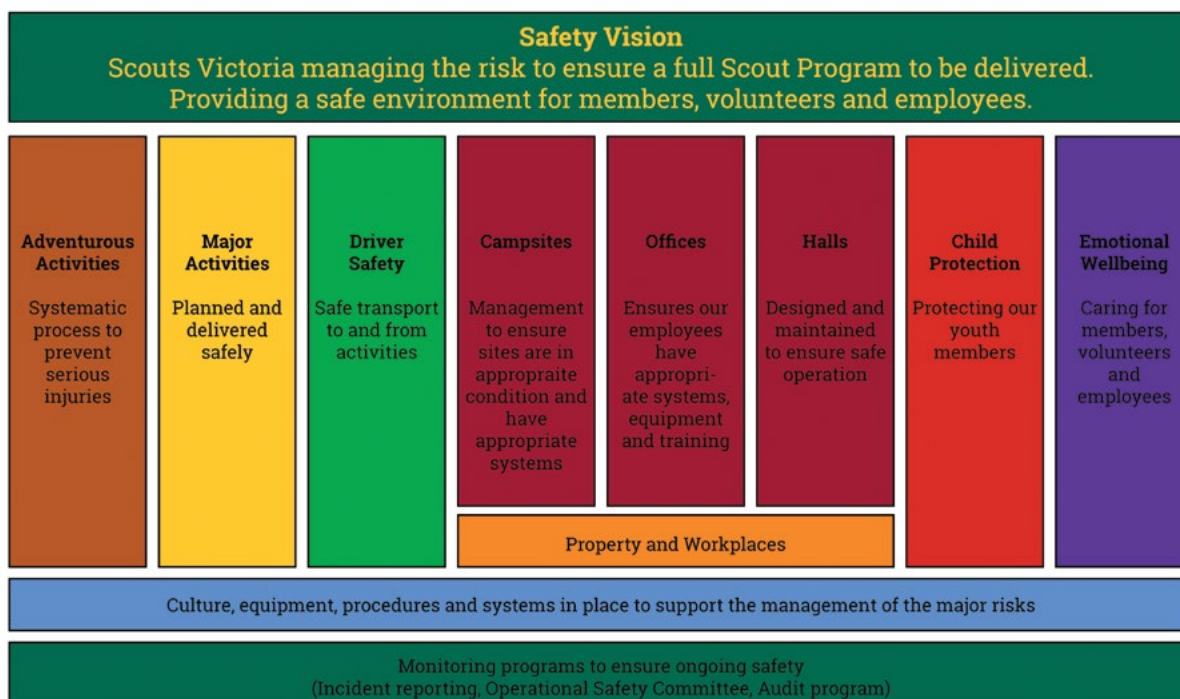 Safety Vision
Scouts Victoria managing the risk to ensure a full Scout Program to be delivered.
Providing a safe environment for members, volunteers and employees.
Adventurous
Activities
Systematic
process to
prevent
serious
injuries
Major
Activities
Planned and
delivered
safely
Driver
Safety
Safe transport
to and from
activities
Campsites
Management
to ensure
sites are in
appropraite
condition and
have
appropriate
systems
Offices
Ensures our
employees
have
appropri-
ate systems,
equipment
and training
Halls
Designed and
maintained
to ensure safe
operation
Child
Protection
Protecting our
youth
members
Emotional
Wellbeing
Caring for
members,
volunteers
and
employees
Property and Workplaces
Culture, equipment, procedures and systems in place to support the management of the major risks
Monitoring programs to ensure ongoing safety
(Incident reporting, Operational Safety Committee, Audit program)